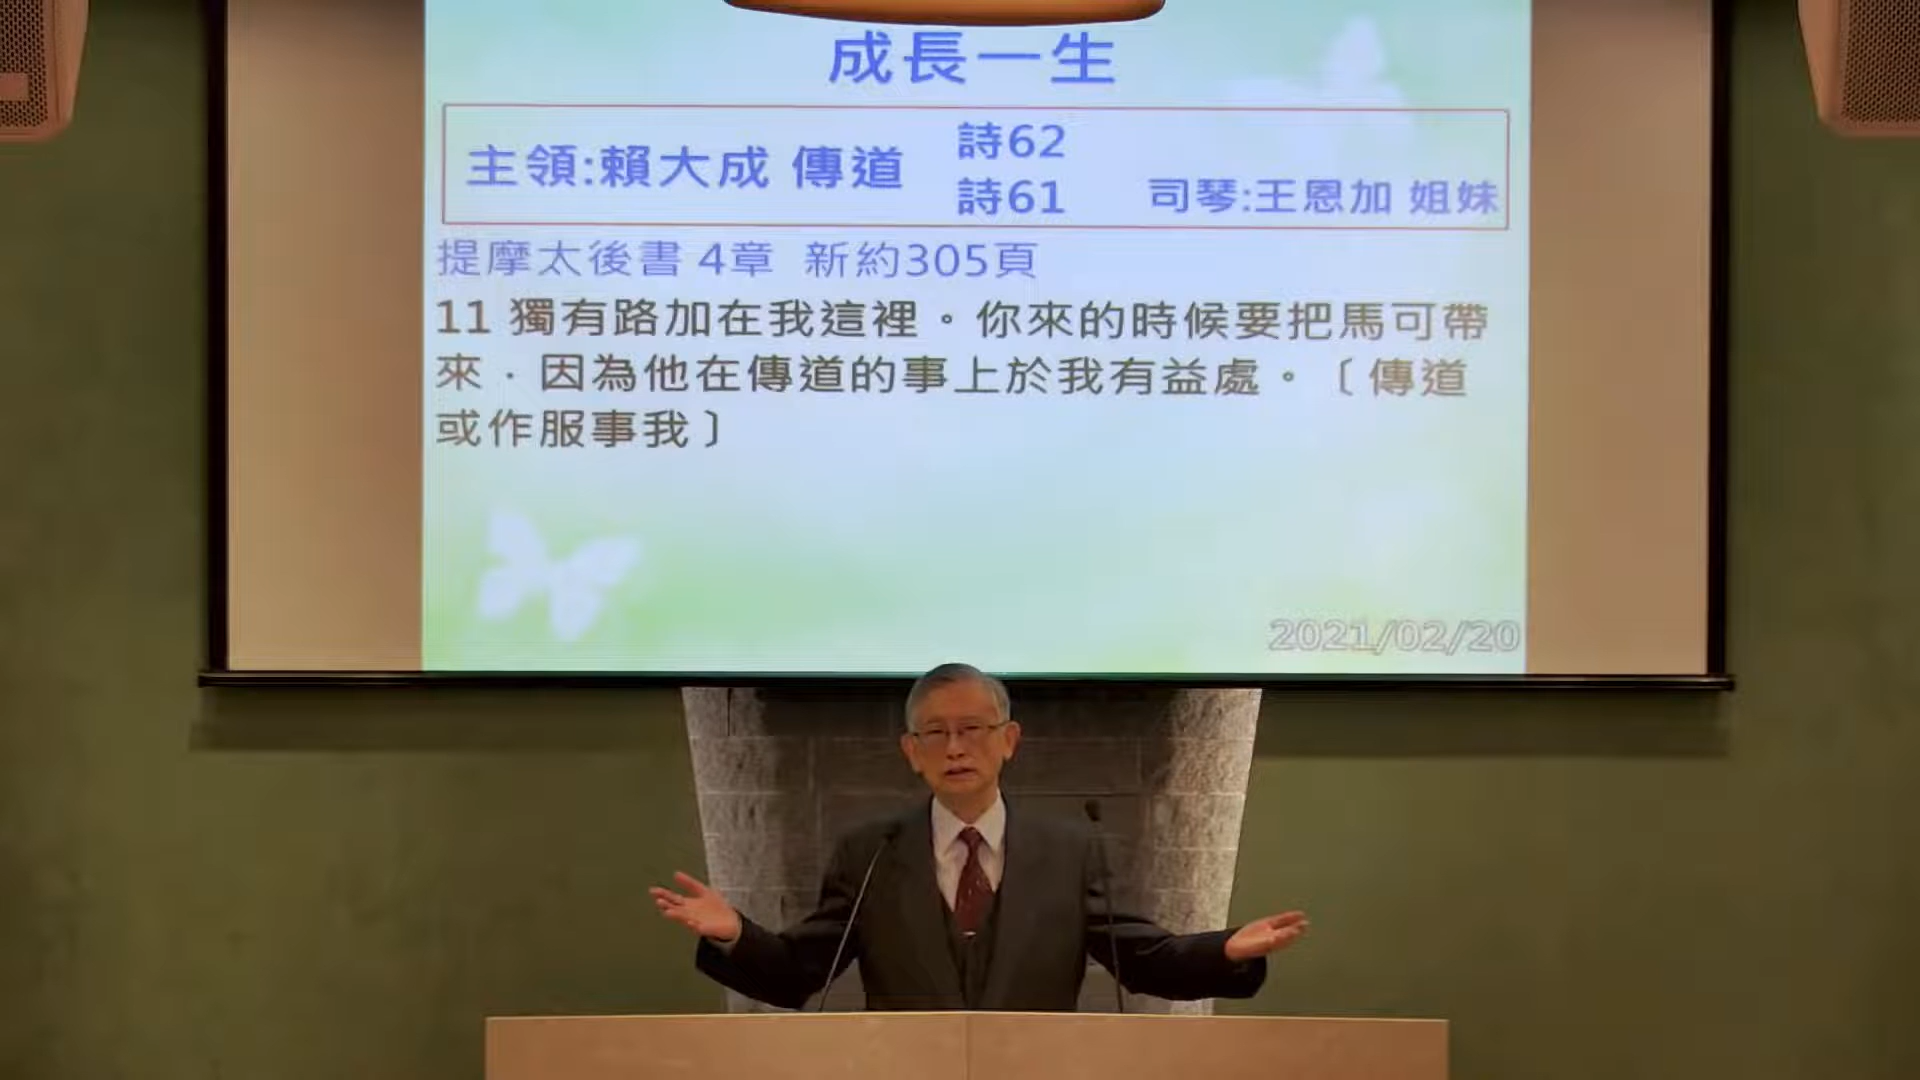 成長一生
主領:賴大成 傳道
詩62
詩61
司琴:王恩加 姐妹
提摩太後書 4章 新約305頁
11 獨有路加在我這裡。你來的時候要把馬可帶
來．因為他在傳道的事上於我有益處。〔傳道
或作服事我〕
2021/02/20